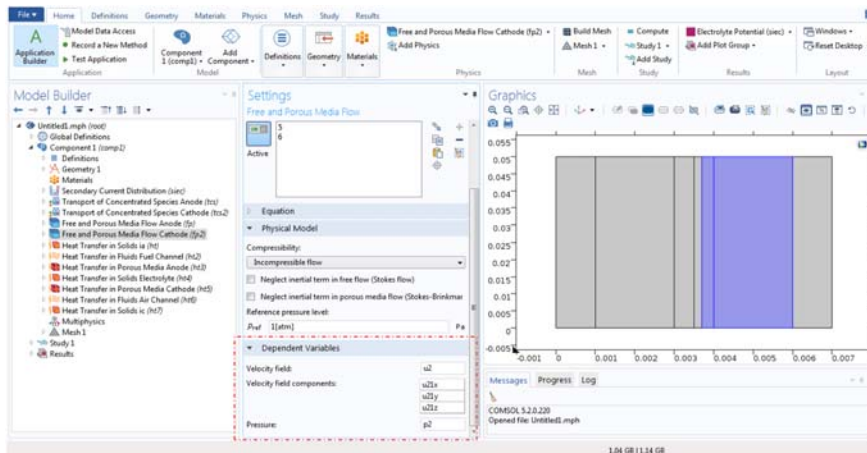 File Home Definitions Geometry Materials Physics Mesh Study Results
Application Builder
Model Data Access
Record a New Method
Test Application
Application
Component 1 (comp1)
Add Component
Model
Definitions
Geometry
Materials
Free and Porous Media Flow Cathode (fp2)
Add Physics
Physics
Build Mesh
Mesh 1
Mesh
Compute
Study 1
Add Study
Study
Electrolyte Potential (siec)
Add Plot Group
Results
Windows
Reset Desktop
Layout
Model Builder
Untitled1.mph (root)
Global Definitions
Component 1 (comp1)
Definitions
Geometry 1
Materials
Secondary Current Distribution (siec)
Transport of Concentrated Species Anode (tcs)
Transport of Concentrated Species Cathode (tcs2)
Free and Porous Media Flow Anode (fp)
Free and Porous Media Flow Cathode (fp2)
Heat Transfer in Solids ia (ht)
Heat Transfer in Fluids Fuel Channel (ht2)
Heat Transfer in Porous Media Anode (ht3)
Heat Transfer in Solids Electrolyte (ht4)
Heat Transfer in Porous Media Cathode (ht5)
Heat Transfer in Fluids Air Channel (ht6)
Heat Transfer in Solids ic (ht7)
Multiphysics
Mesh 1
Study 1
Results
Settings
Free and Porous Media Flow
Active
5
6
Equation
Physical Model
Compressibility:
Incompressible flow
Neglect inertial term in free flow (Stokes flow)
Neglect inertial term in porous media flow (Stokes-Brinkmar
Reference pressure level:
Pref 1[atm] Pa
Dependent Variables
Velocity field: u2
Velocity field components: u21x
u21y
u21z
Pressure: p2
Graphics
0.055
0.05
0.045
0.04
0.035
0.03
0.025
0.02
0.015
0.01
0.005
0
-0.005
-0.001 0 0.001 0.002 0.003 0.004 0.005 0.006 0.007
Messages Progress Log
COMSOL 5.2.0.220
Opened file: Untitled1.mph
1.04 GB | 1.14 GB